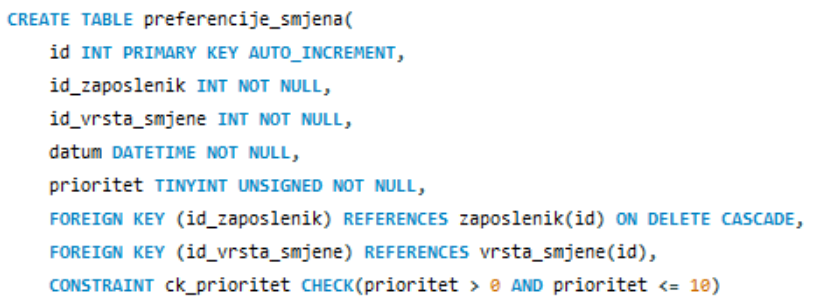 CREATE TABLE preferencije_smjena(
id INT PRIMARY KEY AUTO_INCREMENT,
id_zaposlenik INT NOT NULL,
id_vrsta_smjene INT NOT NULL,
datum DATETIME NOT NULL,
prioritet TINYINT UNSIGNED NOT NULL,
FOREIGN KEY (id_zaposlenik) REFERENCES zaposlenik(id) ON DELETE CASCADE,
FOREIGN KEY (id_vrsta_smjene) REFERENCES vrsta_smjene(id),
CONSTRAINT ck_prioritet CHECK(prioritet > 0 AND prioritet <= 10)